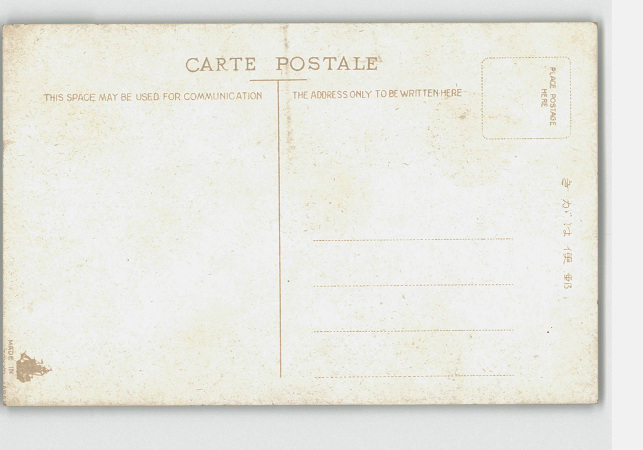 CARTE POSTALE
THIS SPACE MAY BE USED FOR COMMUNICATION
THE ADDRESS ONLY TO BE WRITTEN HERE
PLACE POSTAGE
HERE
きがは便郵
MADE IN